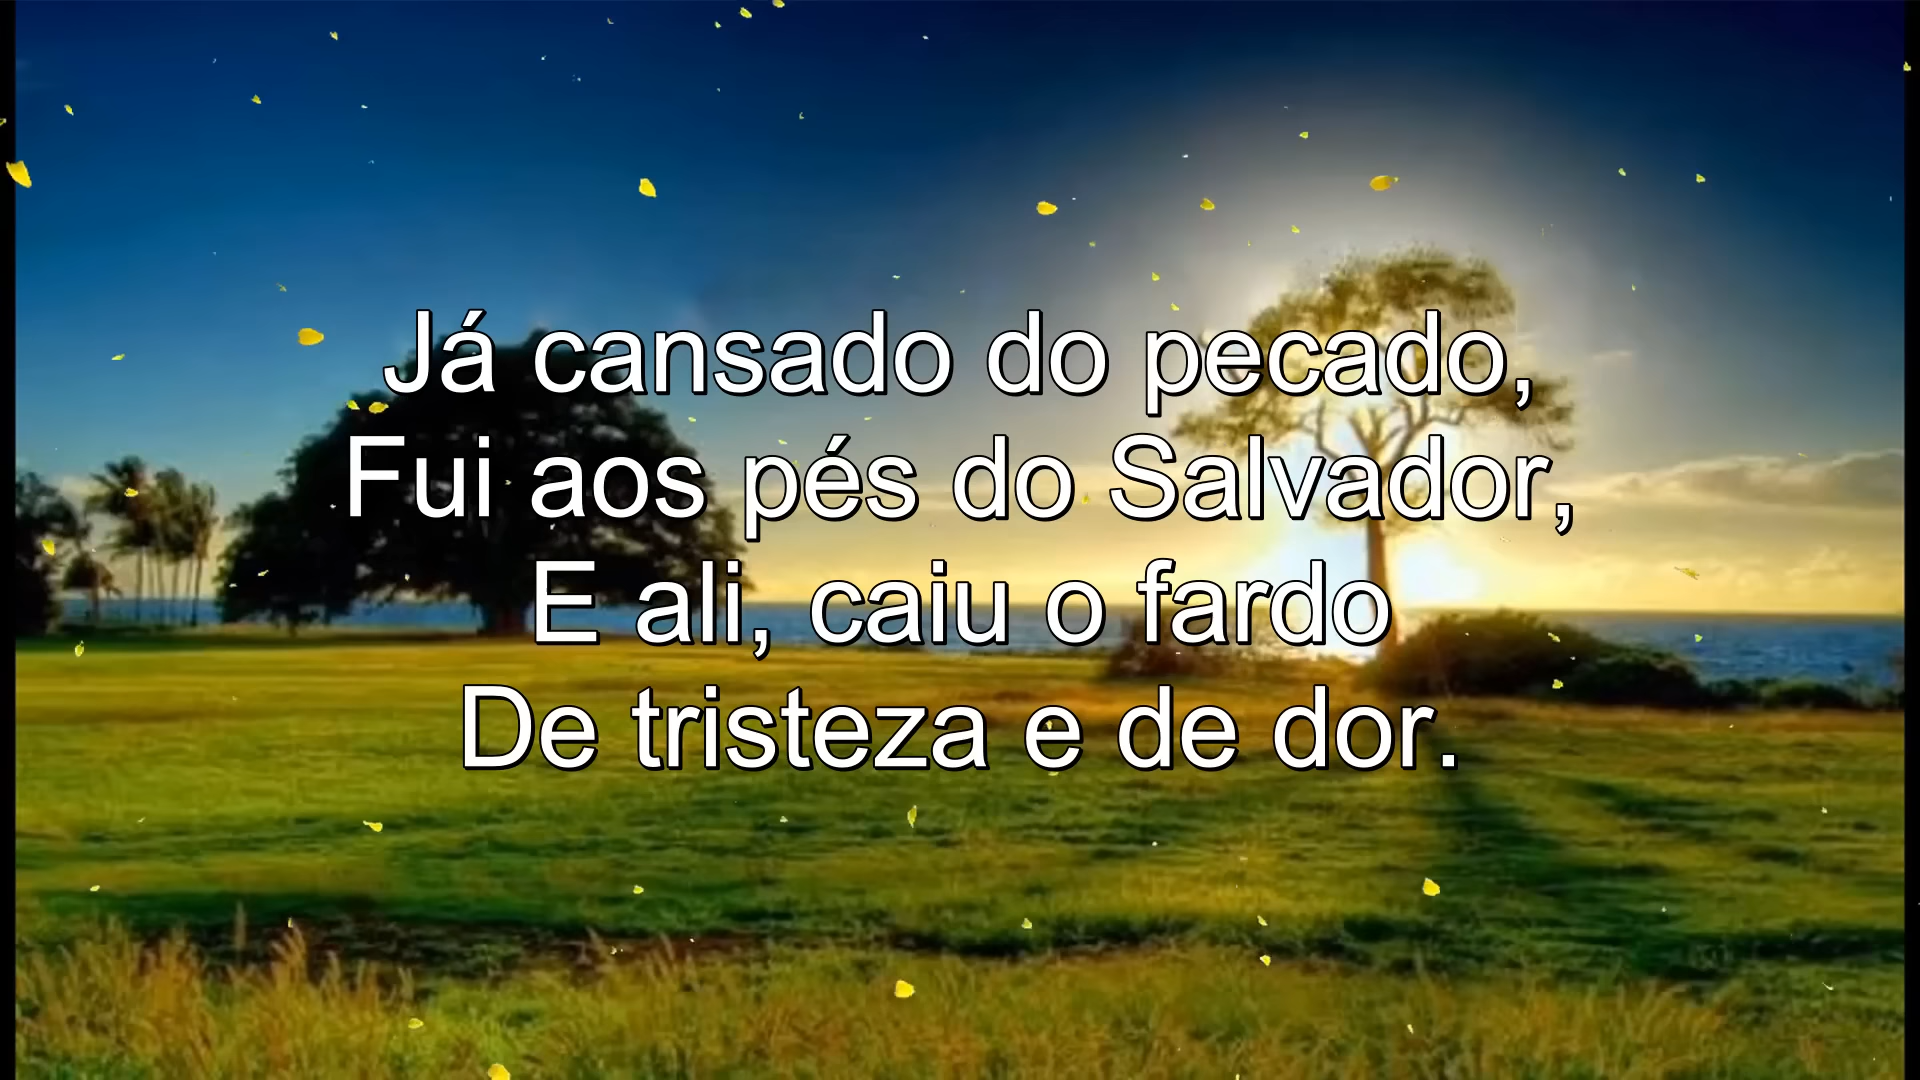 Já cansado do pecado,
Fui aos pés do Salvador,
E ali, caiu o fardo
De tristeza e de dor.